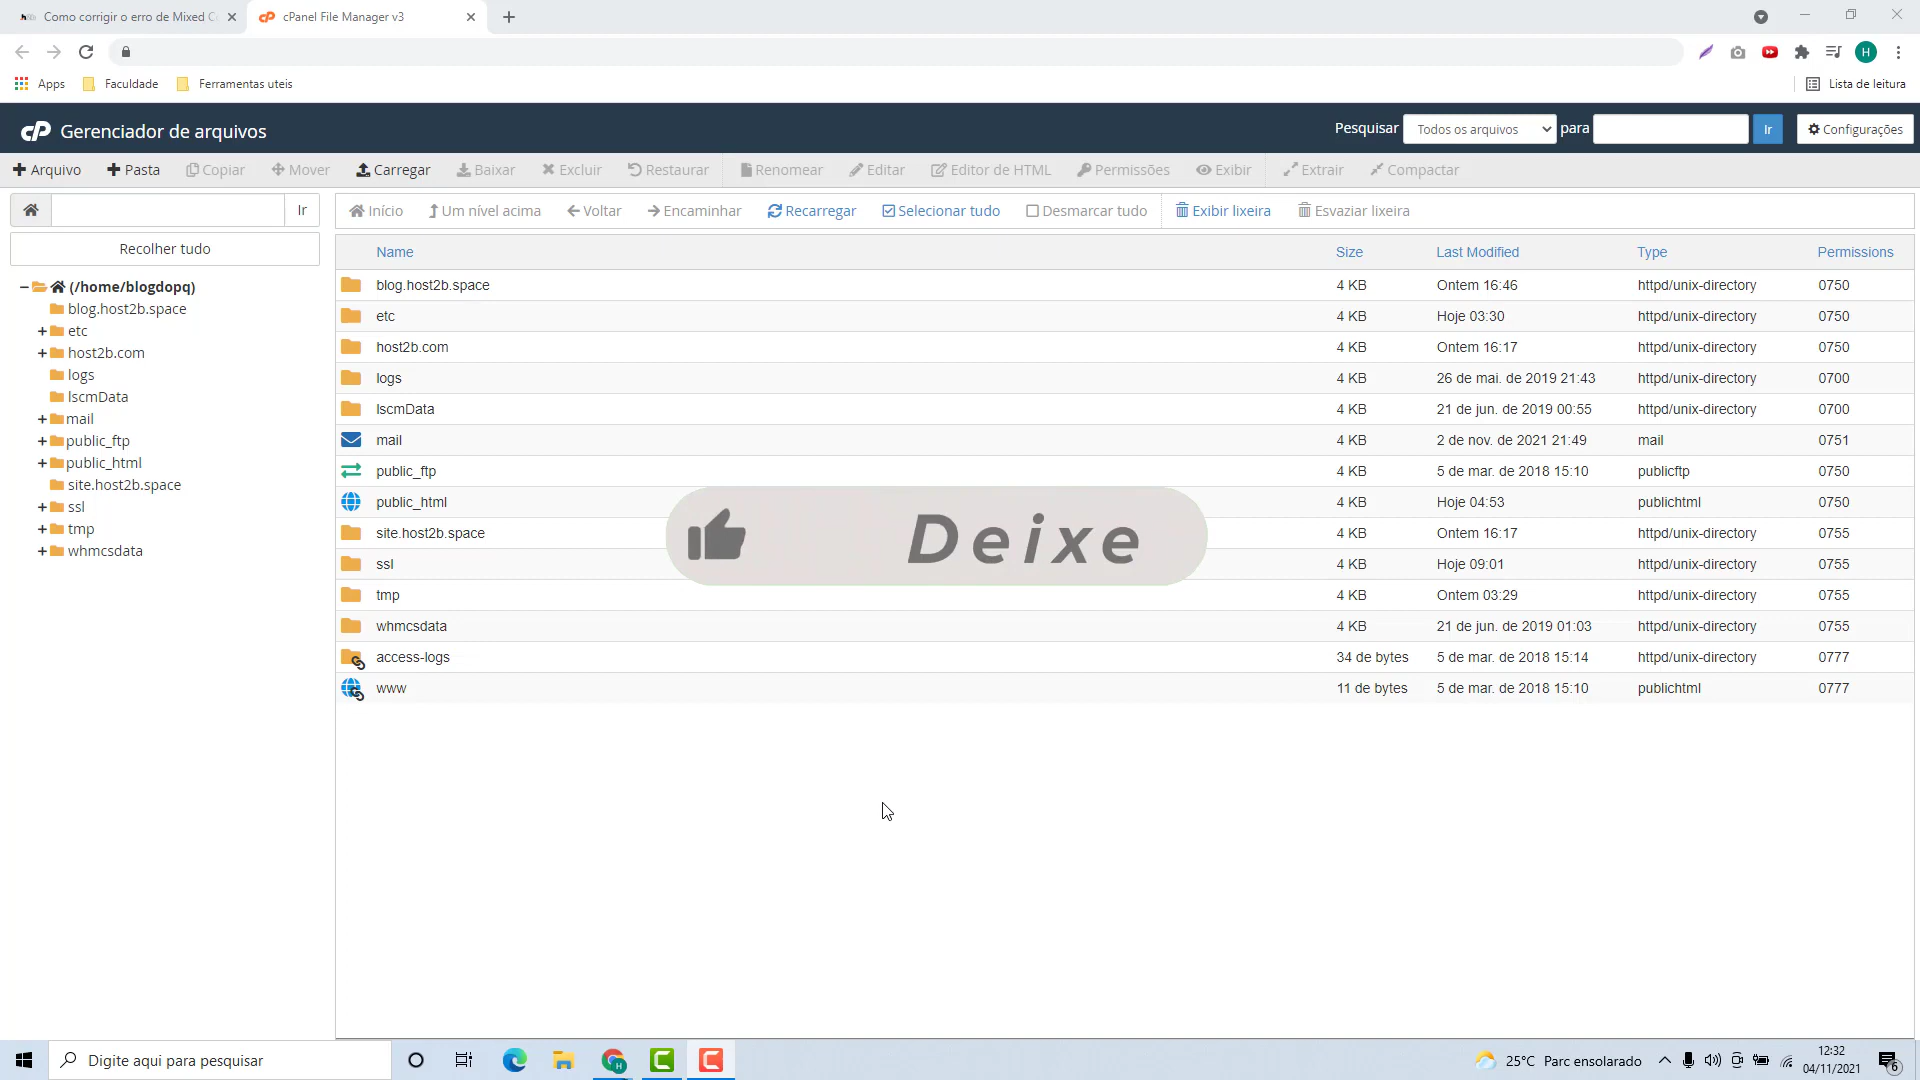 Como corrigir o erro de Mixed C
cPanel File Manager v3
H
Apps
Faculdade
Ferramentas uteis
Lista de leitura
cP Gerenciador de arquivos
Pesquisar
Todos os arquivos
para
Ir
Configurações
Arquivo
Pasta
Copiar
Mover
Carregar
Baixar
Excluir
Restaurar
Renomear
Editar
Editor de HTML
Permissões
Exibir
Extrair
Compactar
Ir
Início
Um nível acima
Voltar
Encaminhar
Recarregar
Selecionar tudo
Desmarcar tudo
Exibir lixeira
Esvaziar lixeira
Recolher tudo
(/home/blogdopq)
blog.host2b.space
etc
host2b.com
logs
lscmData
mail
public_ftp
public_html
site.host2b.space
ssl
tmp
whmcsdata
Name Size Last Modified Type Permissions
blog.host2b.space 4 KB Ontem 16:46 httpd/unix-directory 0750
etc 4 KB Hoje 03:30 httpd/unix-directory 0750
host2b.com 4 KB Ontem 16:17 httpd/unix-directory 0750
logs 4 KB 26 de mai. de 2019 21:43 httpd/unix-directory 0700
lscmData 4 KB 21 de jun. de 2019 00:55 httpd/unix-directory 0700
mail 4 KB 2 de nov. de 2021 21:49 mail 0751
public_ftp 4 KB 5 de mar. de 2018 15:10 publicftp 0750
public_html 4 KB Hoje 04:53 publichtml 0750
site.host2b.space 4 KB Ontem 16:17 httpd/unix-directory 0755
ssl 4 KB Hoje 09:01 httpd/unix-directory 0755
tmp 4 KB Ontem 03:29 httpd/unix-directory 0755
whmcsdata 4 KB 21 de jun. de 2019 01:03 httpd/unix-directory 0755
access-logs 34 de bytes 5 de mar. de 2018 15:14 httpd/unix-directory 0777
www 11 de bytes 5 de mar. de 2018 15:10 publichtml 0777
Deixe
Digite aqui para pesquisar
25°C Parc ensolarado
12:32
04/11/2021
6